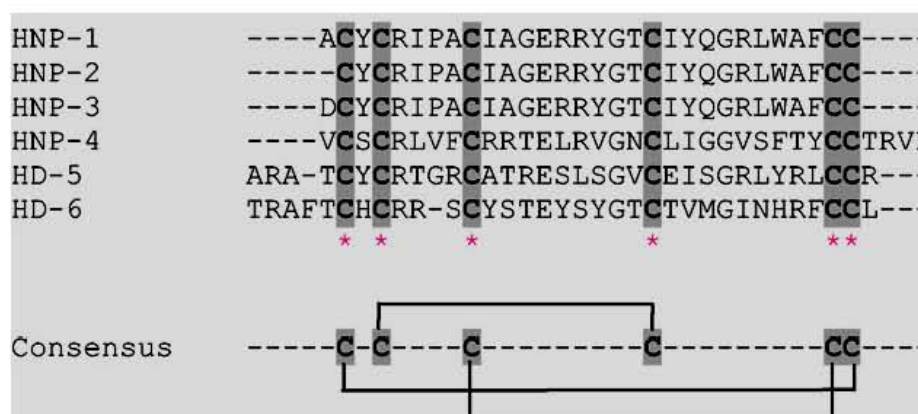 HNP-1 ----ACYCRIPACIAGERRYGTCIYQGRLWAFCC----
HNP-2 -----CYCRIPACIAGERRYGTCIYQGRLWAFCC----
HNP-3 ----DCYCRIPACIAGERRYGTCIYQGRLWAFCC----
HNP-4 ----VCSCRLVFCRRTELRVGNCLIGGVSFTYCCTRV
HD-5 ARA-TCYCRTGRCATRESLSGVCEISGRLYRLCCR---
HD-6 TRAFTCHCRR-SCYSTEYSYGTCTVMGINHRFCCL---
* * * * **
Consensus -----C-C----C---------C---------CC----